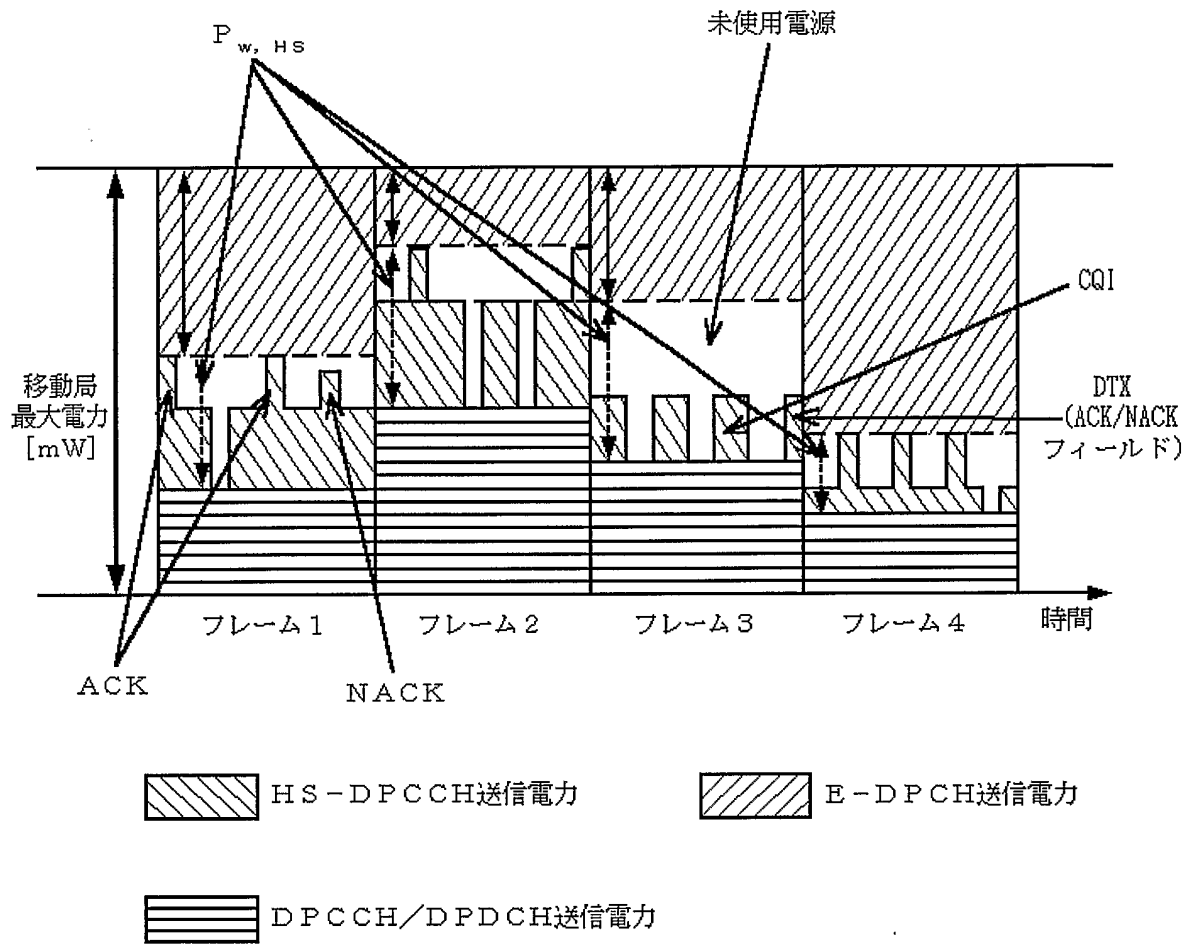 Ｐw, HS
未使用電源
CQI
移動局
最大電力
[mW]
DTX
(ACK/NACK
フィールド)
フレーム１
フレーム２
フレーム３
フレーム４
時間
ＡＣＫ
ＮＡＣＫ
ＨＳ－ＤＰＣＣＨ送信電力
Ｅ－ＤＰＣＨ送信電力
ＤＰＣＣＨ／ＤＰＤＣＨ送信電力